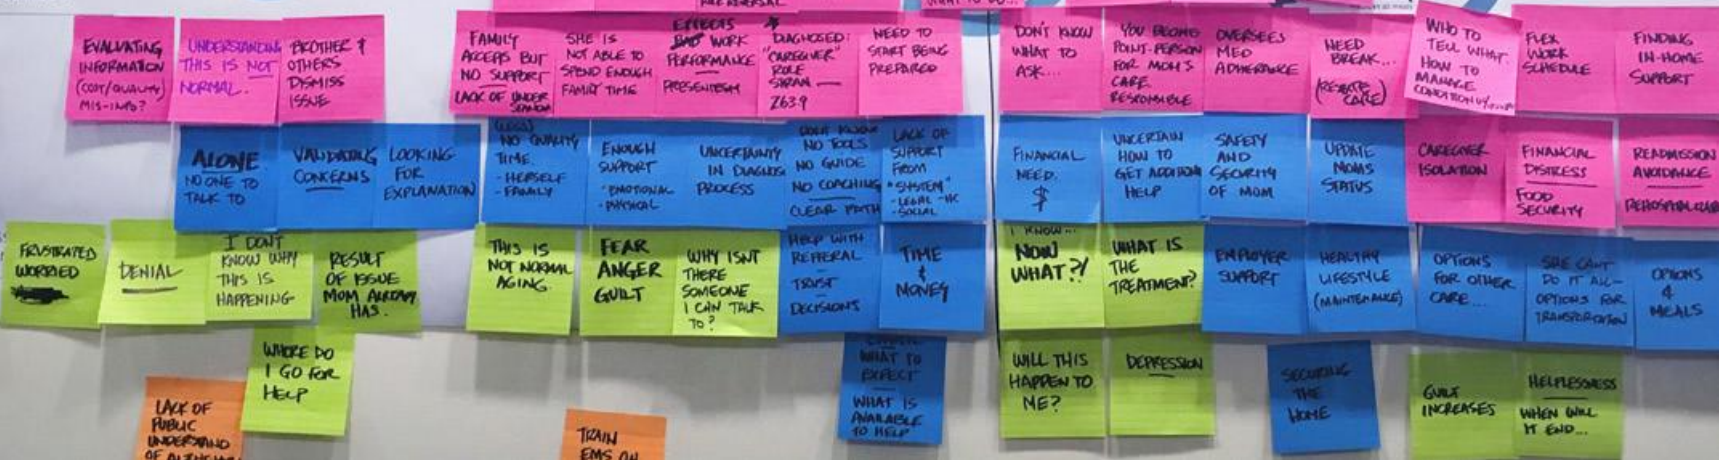 EVALUATING
INFORMATION
(COST/QUALITY)
MIS-INFO?
UNDERSTANDING
THIS IS NOT
NORMAL.
BROTHER &
OTHERS
DISMISS
ISSUE
FAMILY
ACCEPS BUT
NO SUPPORT
LACK OF UNDER
SHE IS
NOT ABLE TO
SPEND ENOUGH
FAMILY TIME
EFFECTS
WORK
PERFORMANCE
PRESENTEISM
DIAGNOSED:
"CAREGIVER"
ROLE
STRAIN
Z63.9
NEED TO
START BEING
PREPARED
DON'T KNOW
WHAT TO
ASK...
YOU BECOME
POINT-PERSON
FOR MOM'S
CARE
RESPONSIBLE
OVERSEES
MED
ADHERANCE
NEED
BREAK...
(RESPITE
CARE)
WHO TO
TELL WHAT.
HOW TO
MANAGE
FLEX
WORK
SCHEDULE
FINDING
IN-HOME
SUPPORT
ALONE
NO ONE TO
TALK TO
VALIDATING
CONCERNS
LOOKING
FOR
EXPLANATION
NO QUALITY
TIME.
- HERSELF
- FAMILY
ENOUGH
SUPPORT
- EMOTIONAL
- PHYSICAL
UNCERTAINTY
IN DIAGNOSIS
PROCESS
DON'T KNOW
NO TOOLS
NO GUIDE
NO COACHING
CLEAR PATH
LACK OF
SUPPORT
FROM
"SYSTEM"
- LEGAL - HC
- SOCIAL
FINANCIAL
NEED.
$
UNCERTAIN
HOW TO
GET ADDITIONAL
HELP
SAFETY
AND
SECURITY
OF MOM
UPDATE
MOMS
STATUS
CAREGIVER
ISOLATION
FINANCIAL
DISTRESS
FOOD
SECURITY
READMISSION
AVOIDANCE
FRUSTRATED
WORRIED
DENIAL
I DONT
KNOW WHY
THIS IS
HAPPENING
RESULT
OF ISSUE
MOM ALREADY
HAS.
THIS IS
NOT NORMAL
AGING.
FEAR
ANGER
GUILT
WHY ISN'T
THERE
SOMEONE
I CAN TALK
TO?
HELP WITH
REFERRAL
TRUST
DECISIONS
TIME
&
MONEY
I KNOW...
NOW
WHAT?!
WHAT IS
THE
TREATMENT?
EMPLOYER
SUPPORT
HEALTHY
LIFESTYLE
(MAINTENANCE)
OPTIONS
FOR OTHER
CARE...
SHE CAN'T
DO IT ALL-
OPTIONS FOR
TRANSPORTATION
OPTIONS
&
MEALS
WHERE DO
I GO FOR
HELP
WHAT TO
EXPECT
WHAT IS
AVAILABLE
TO HELP
WILL THIS
HAPPEN TO
ME?
DEPRESSION
SECURING
THE
HOME
GUILT
INCREASES
HELPLESSNESS
WHEN WILL
IT END...
LACK OF
PUBLIC
UNDERSTAND
TRAIN
EMS ON